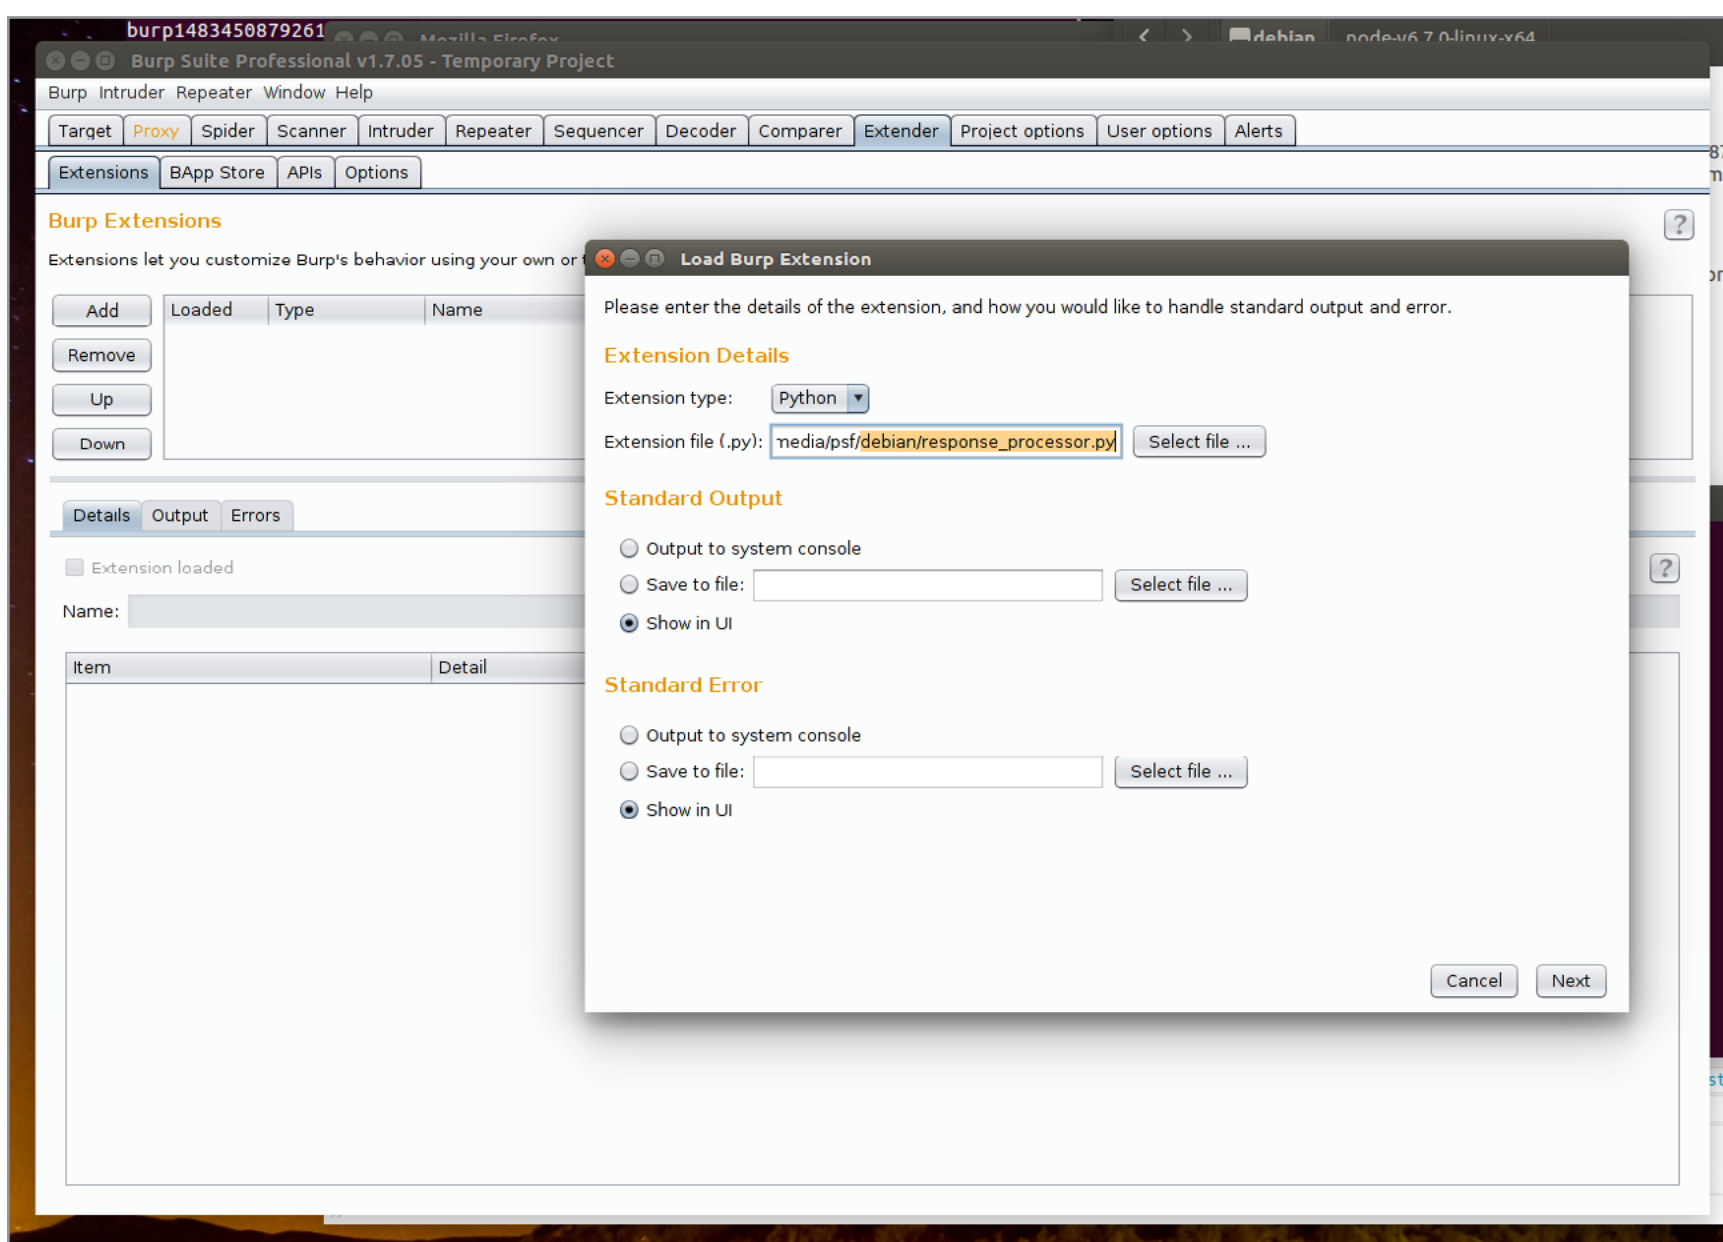 burp1483450879261
debian node-v6.7.0-linux-x64
Mozilla Firefox
Burp Suite Professional v1.7.05 - Temporary Project
Burp Intruder Repeater Window Help
Target Proxy Spider Scanner Intruder Repeater Sequencer Decoder Comparer Extender Project options User options Alerts
Extensions BApp Store APIs Options
Burp Extensions
?
Extensions let you customize Burp's behavior using your own or
Add
Remove
Up
Down
Loaded Type Name
Details Output Errors
Extension loaded
?
Name:
Item Detail
Load Burp Extension
Please enter the details of the extension, and how you would like to handle standard output and error.
Extension Details
Extension type: Python
Extension file (.py): media/psf/debian/response_processor.py Select file ...
Standard Output
Output to system console
Save to file: Select file ...
Show in UI
Standard Error
Output to system console
Save to file: Select file ...
Show in UI
Cancel Next